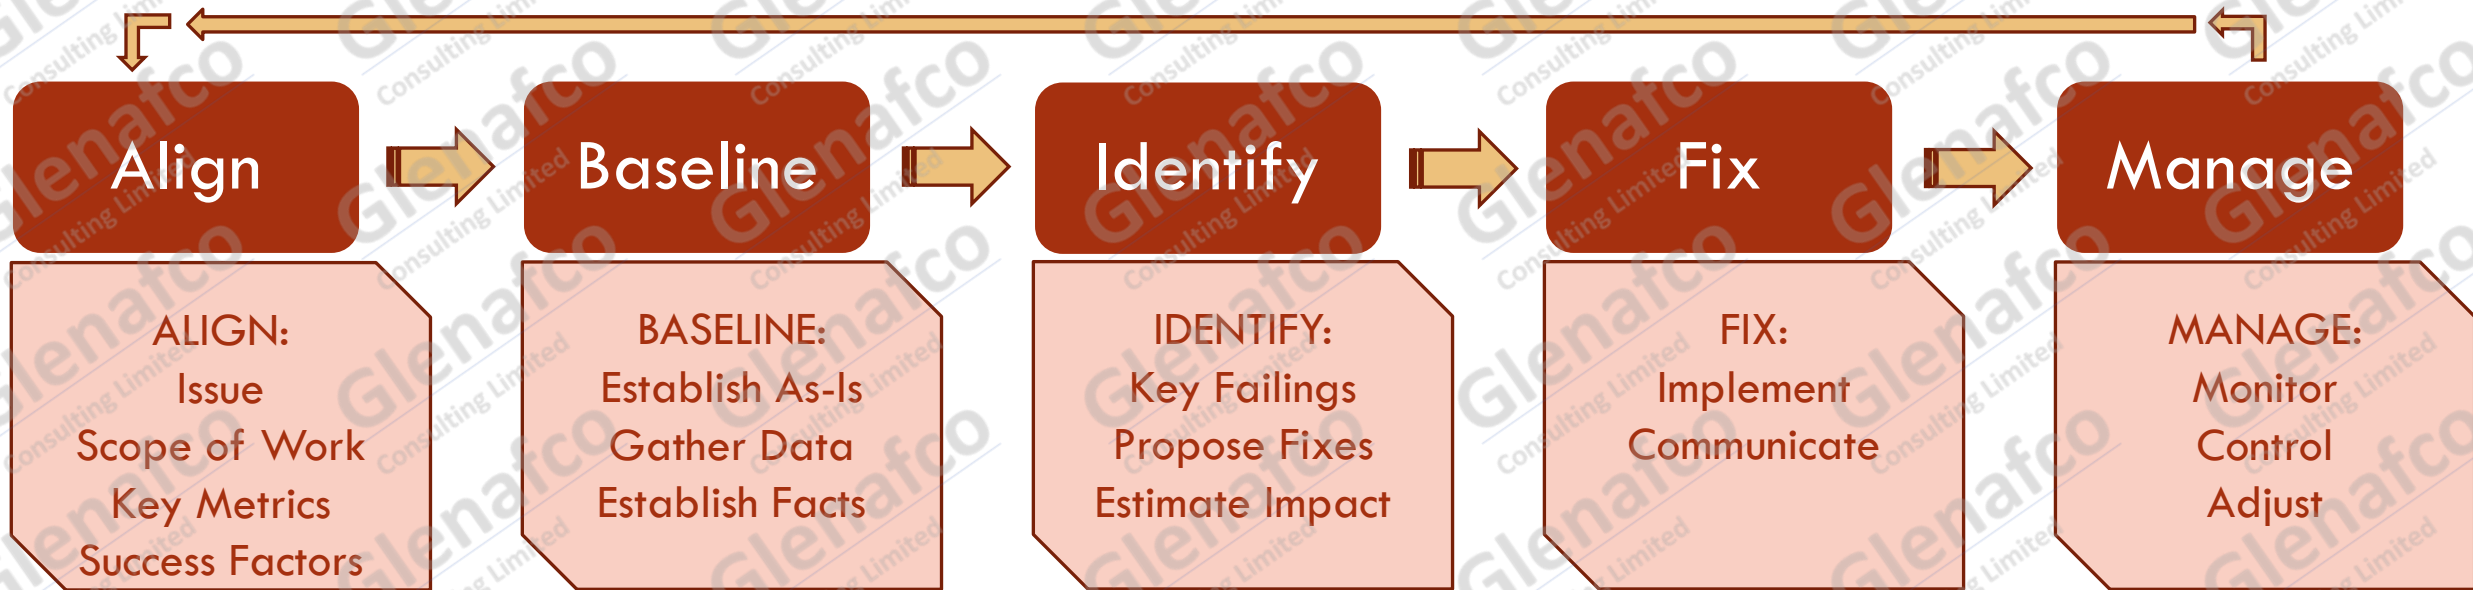 Align
Baseline
Identify
Fix
Manage
ALIGN:
Issue
Scope of Work
Key Metrics
Success Factors
BASELINE:
Establish As-Is
Gather Data
Establish Facts
IDENTIFY:
Key Failings
Propose Fixes
Estimate Impact
FIX:
Implement
Communicate
MANAGE:
Monitor
Control
Adjust
Glenafco
Consulting Limited